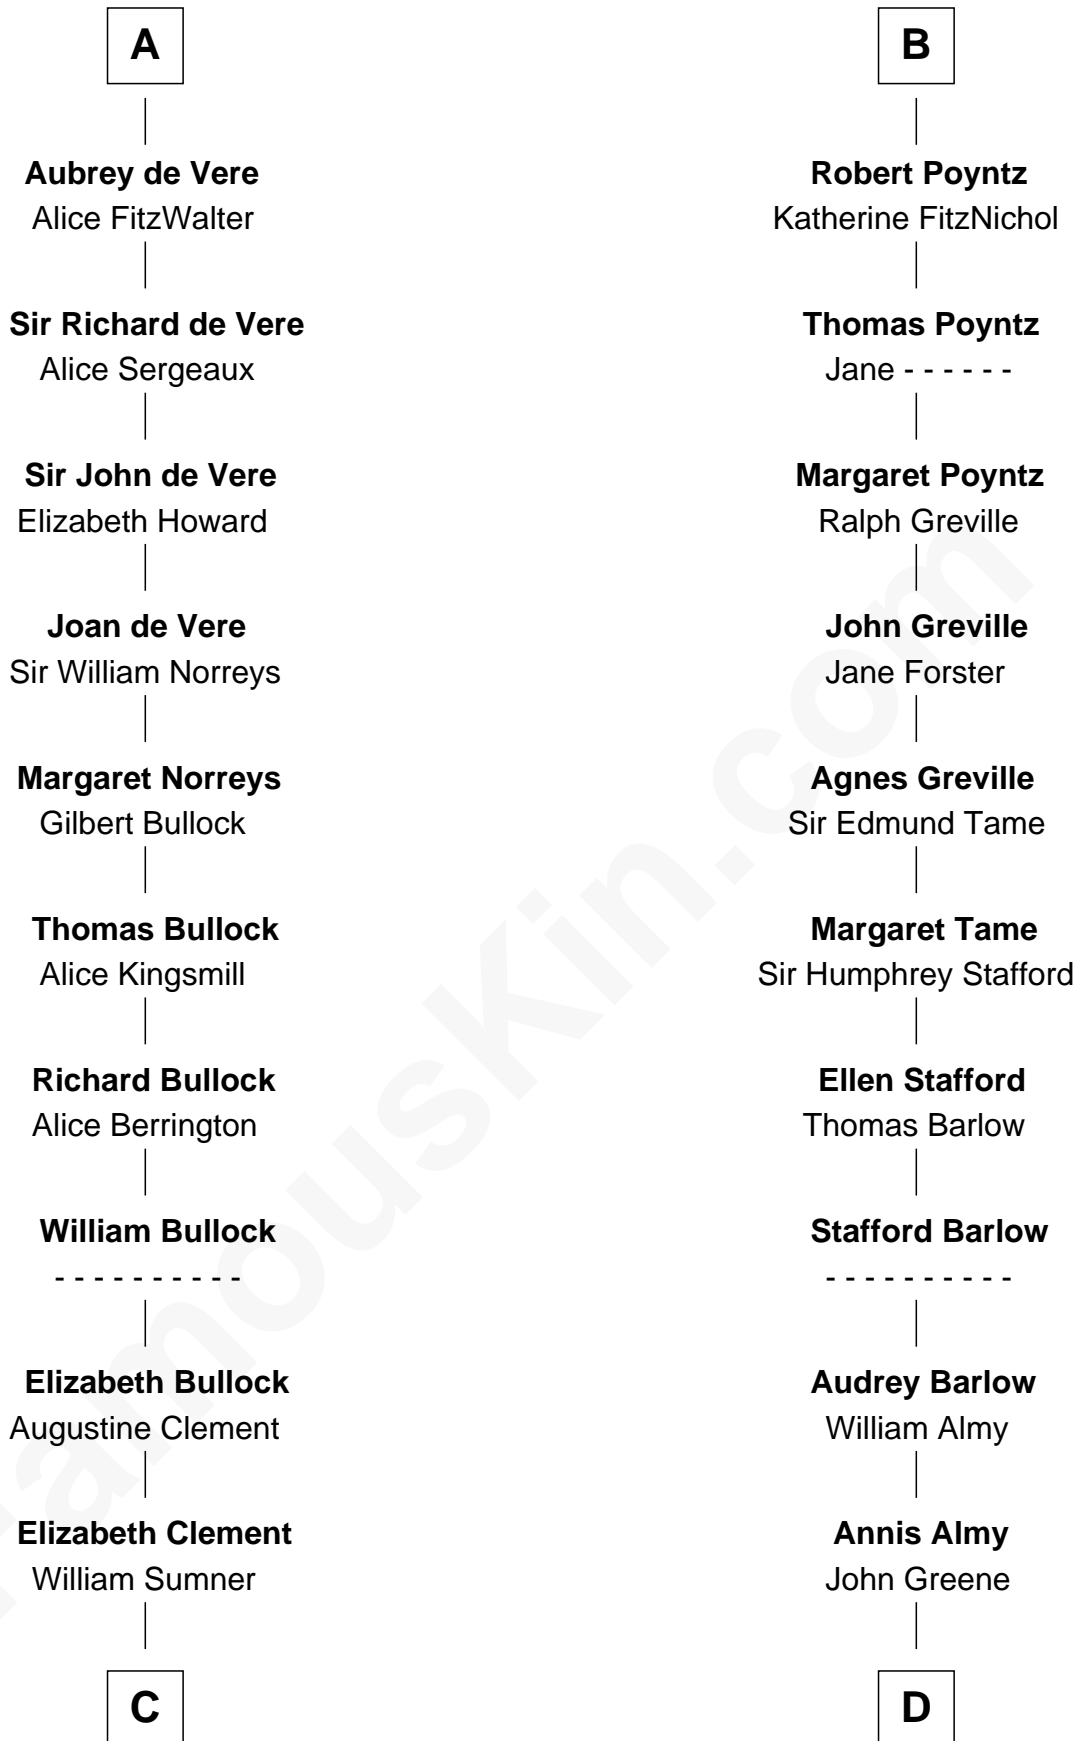 A
Aubrey de Vere
Alice FitzWalter
Sir Richard de Vere
Alice Sergeaux
Sir John de Vere
Elizabeth Howard
Joan de Vere
Sir William Norreys
Margaret Norreys
Gilbert Bullock
Thomas Bullock
Alice Kingsmill
Richard Bullock
Alice Berrington
William Bullock
- - - - - - - - - -
Elizabeth Bullock
Augustine Clement
Elizabeth Clement
William Sumner
C
B
Robert Poyntz
Katherine FitzNichol
Thomas Poyntz
Jane - - - - - -
Margaret Poyntz
Ralph Greville
John Greville
Jane Forster
Agnes Greville
Sir Edmund Tame
Margaret Tame
Sir Humphrey Stafford
Ellen Stafford
Thomas Barlow
Stafford Barlow
- - - - - - - - - -
Audrey Barlow
William Almy
Annis Almy
John Greene
D
FamousKin.com